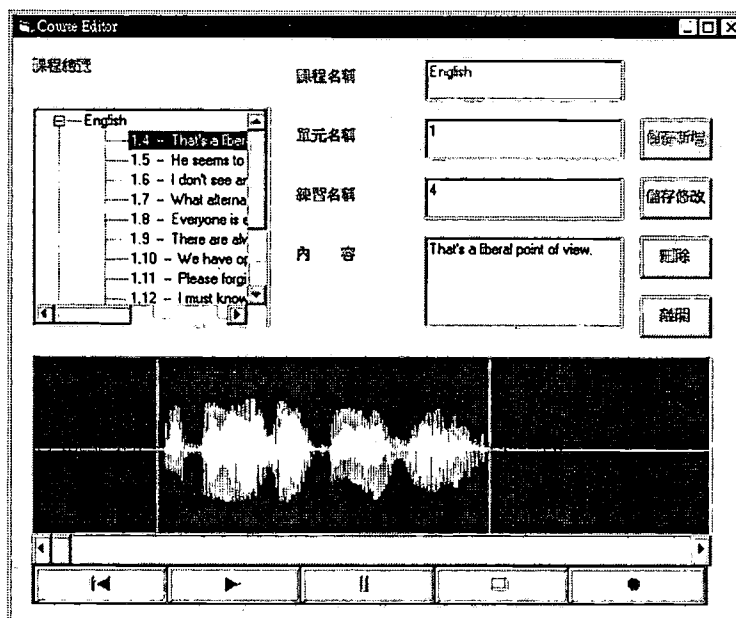 Course Editor
課程總覽
English
1.4 - That's a liber
1.5 - He seems to
1.6 - I don't see an
1.7 - What alterna
1.8 - Everyone is e
1.9 - There are alv
1.10 - We have op
1.11 - Please forgi
1.12 - I must know
課程名稱
English
單元名稱
1
練習名稱
4
內 容
That's a liberal point of view.
儲存新增
儲存修改
刪除
離開